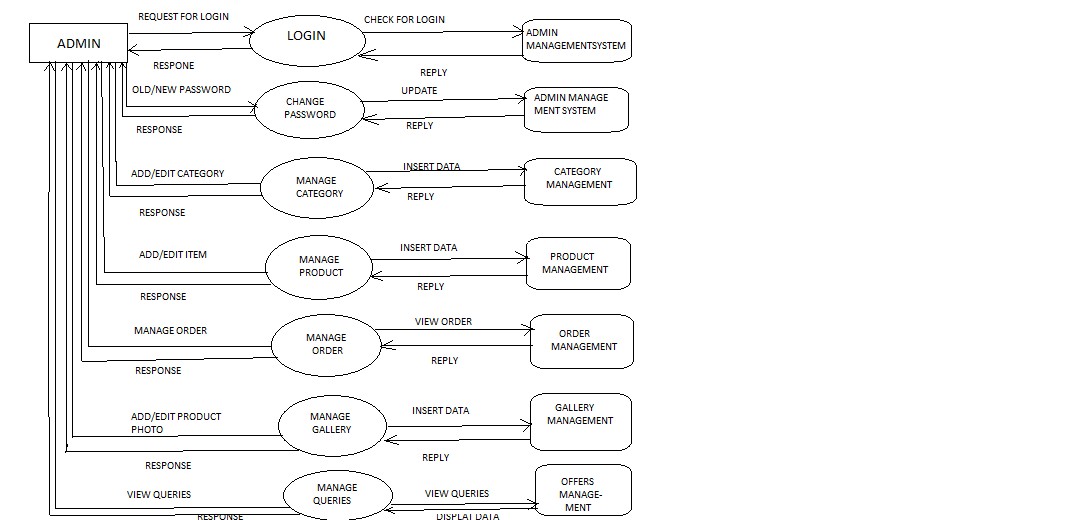 REQUEST FOR LOGIN
CHECK FOR LOGIN
ADMIN
LOGIN
ADMIN
MANAGEMENTSYSTEM
RESPONE
REPLY
OLD/NEW PASSWORD
UPDATE
CHANGE
PASSWORD
ADMIN MANAGE
MENT SYSTEM
RESPONSE
REPLY
ADD/EDIT CATEGORY
INSERT DATA
MANAGE
CATEGORY
CATEGORY
MANAGEMENT
RESPONSE
REPLY
ADD/EDIT ITEM
INSERT DATA
MANAGE
PRODUCT
PRODUCT
MANAGEMENT
RESPONSE
REPLY
MANAGE ORDER
VIEW ORDER
MANAGE
ORDER
ORDER
MANAGEMENT
RESPONSE
REPLY
ADD/EDIT PRODUCT
PHOTO
INSERT DATA
MANAGE
GALLERY
GALLERY
MANAGEMENT
RESPONSE
REPLY
VIEW QUERIES
VIEW QUERIES
MANAGE
QUERIES
OFFERS
MANAGE-
MENT
RESPONSE
DISPLAT DATA